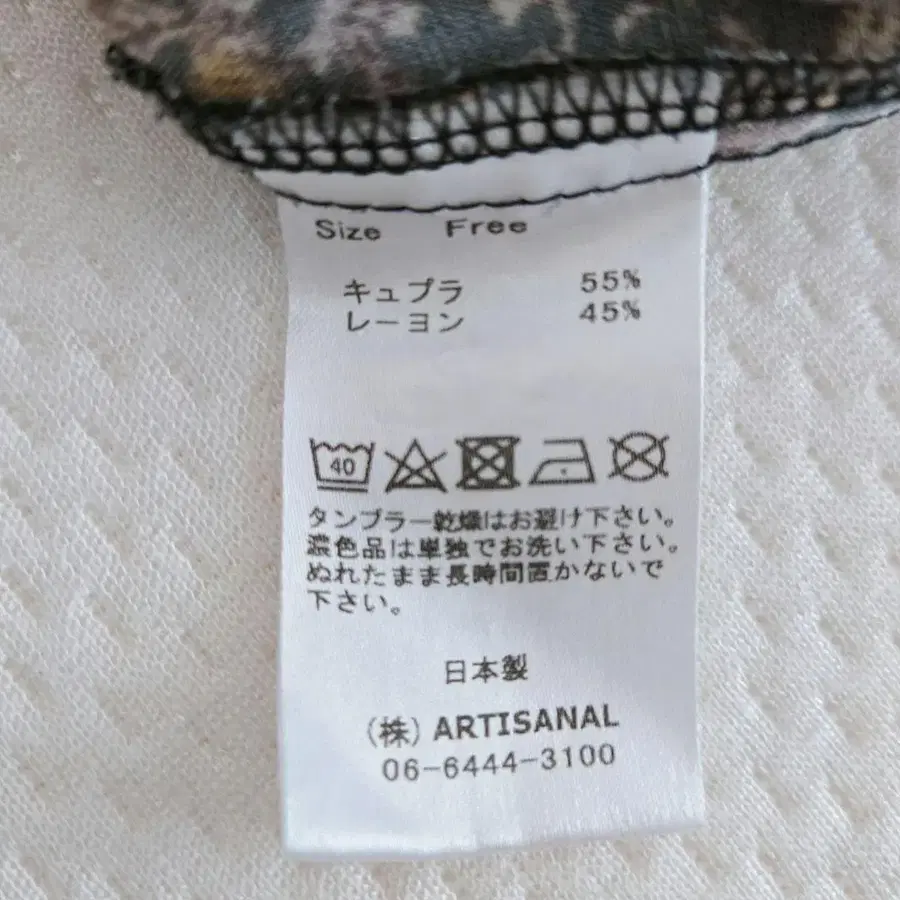 Size Free
キュプラ 55%
レーヨン 45%
40
タンブラー乾燥はお避け下さい。
濃色品は単独でお洗い下さい。
ぬれたまま長時間置かないで
下さい。
日本製
(株) ARTISANAL
06-6444-3100